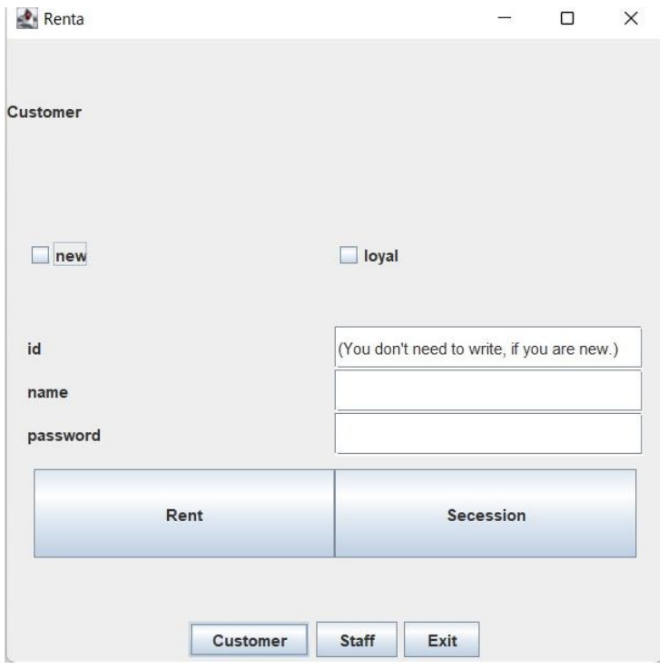 Renta
Customer
new loyal
id (You don't need to write, if you are new.)
name
password
Rent Secession
Customer Staff Exit